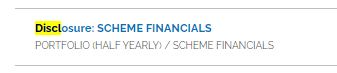 Disclosure: SCHEME FINANCIALS
PORTFOLIO (HALF YEARLY) / SCHEME FINANCIALS